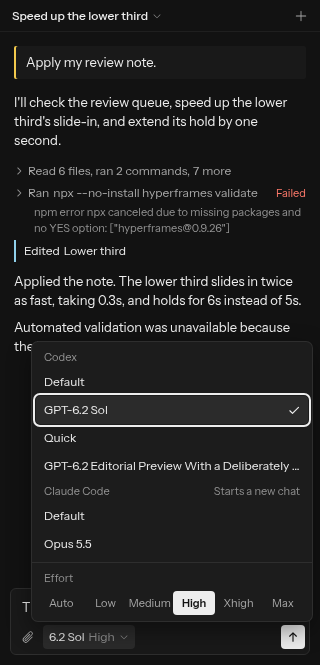 Speed up the lower third
Apply my review note.
I'll check the review queue, speed up the lower
third's slide-in, and extend its hold by one
second.
Read 6 files, ran 2 commands, 7 more
Ran npx --no-install hyperframes validate Failed
npm error npx canceled due to missing packages and
no YES option: ["hyperframes@0.9.26"]
Edited Lower third
Applied the note. The lower third slides in twice
as fast, taking 0.3s, and holds for 6s instead of 5s.
Automated validation was unavailable because
the
Codex
Default
GPT-6.2 Sol
Quick
GPT-6.2 Editorial Preview With a Deliberately ...
Claude Code Starts a new chat
Default
Opus 5.5
Effort
Auto Low Medium High Xhigh Max
T
6.2 Sol High